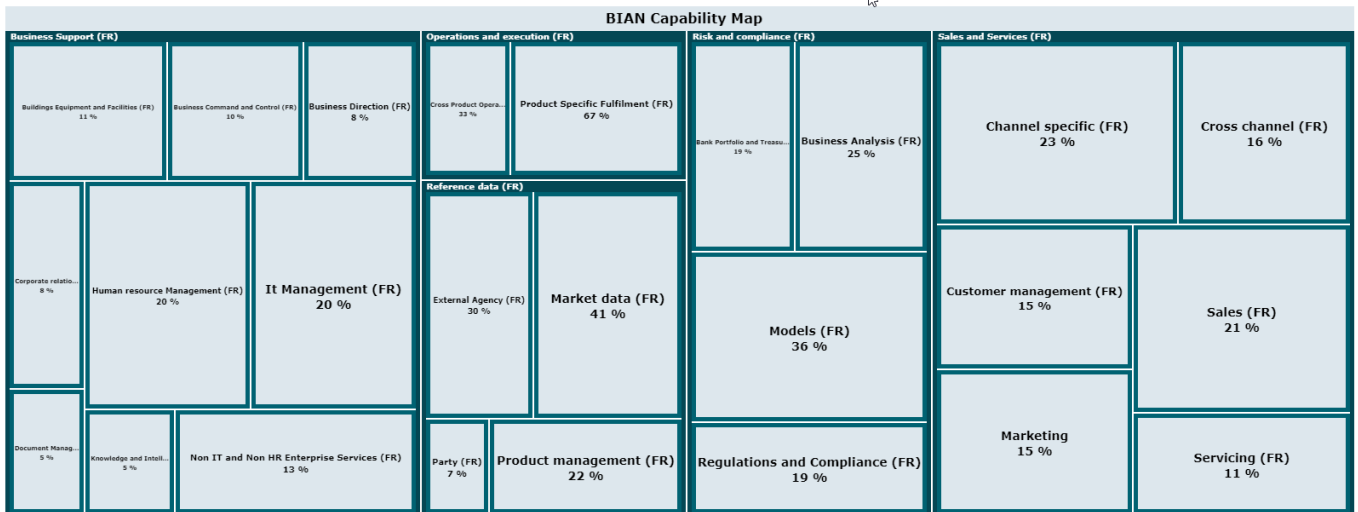 BIAN Capability Map
Business Support (FR)
Buildings Equipment and Facilities (FR)
11 %
Business Command and Control (FR)
10 %
Business Direction (FR)
8 %
Corporate relatio...
8 %
Human resource Management (FR)
20 %
It Management (FR)
20 %
Document Manag...
5 %
Knowledge and Intell...
5 %
Non IT and Non HR Enterprise Services (FR)
13 %
Operations and execution (FR)
Cross Product Opera...
33 %
Product Specific Fulfilment (FR)
67 %
Reference data (FR)
External Agency (FR)
30 %
Market data (FR)
41 %
Party (FR)
7 %
Product management (FR)
22 %
Risk and compliance (FR)
Bank Portfolio and Treasu...
19 %
Business Analysis (FR)
25 %
Models (FR)
36 %
Regulations and Compliance (FR)
19 %
Sales and Services (FR)
Channel specific (FR)
23 %
Cross channel (FR)
16 %
Customer management (FR)
15 %
Sales (FR)
21 %
Marketing
15 %
Servicing (FR)
11 %